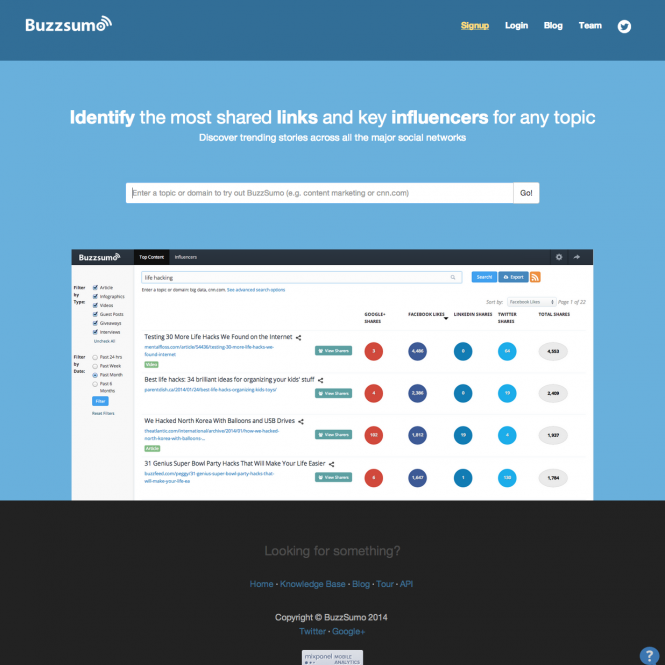 Buzzsumo
Signup Login Blog Team
Identify the most shared links and key influencers for any topic
Discover trending stories across all the major social networks
Enter a topic or domain to try out BuzzSumo (e.g. content marketing or cnn.com) Go!
Buzzsumo Top Content Influencers
Filter by Type:
Article
Infographics
Videos
Guest Posts
Giveaways
Interviews
Uncheck All
Filter by Date:
Past 24 hrs
Past Week
Past Month
Past 6 Months
Filter
Reset Filters
life hacking Search! Export
Enter a topic or domain: big data, cnn.com See advanced search options
Sort by: Facebook Likes Page 1 of 22
GOOGLE+ SHARES FACEBOOK LIKES LINKEDIN SHARES TWITTER SHARES TOTAL SHARES
Testing 30 More Life Hacks We Found on the Internet
mentalfloss.com/article/54436/testing-30-more-life-hacks-we-
found-internet
Video
View Sharers 3 4,486 0 64 4,553
Best life hacks: 34 brilliant ideas for organizing your kids' stuff
parentdish.ca/2014/01/24/best-life-hacks-organizing-kids-toys/
View Sharers 4 2,386 0 19 2,409
We Hacked North Korea With Balloons and USB Drives
theatlantic.com/international/archive/2014/01/how-we-hacked-
north-korea-with-balloons-...
Article
View Sharers 102 1,812 19 4 1,937
31 Genius Super Bowl Party Hacks That Will Make Your Life Easier
buzzfeed.com/peggy/31-genius-super-bowl-party-hacks-that-
will-make-your-life-ea
View Sharers 6 1,647 1 130 1,784
Looking for something?
Home · Knowledge Base · Blog · Tour · API
Copyright © BuzzSumo 2014
Twitter · Google+
mixpanel MOBILE
ANALYTICS
?